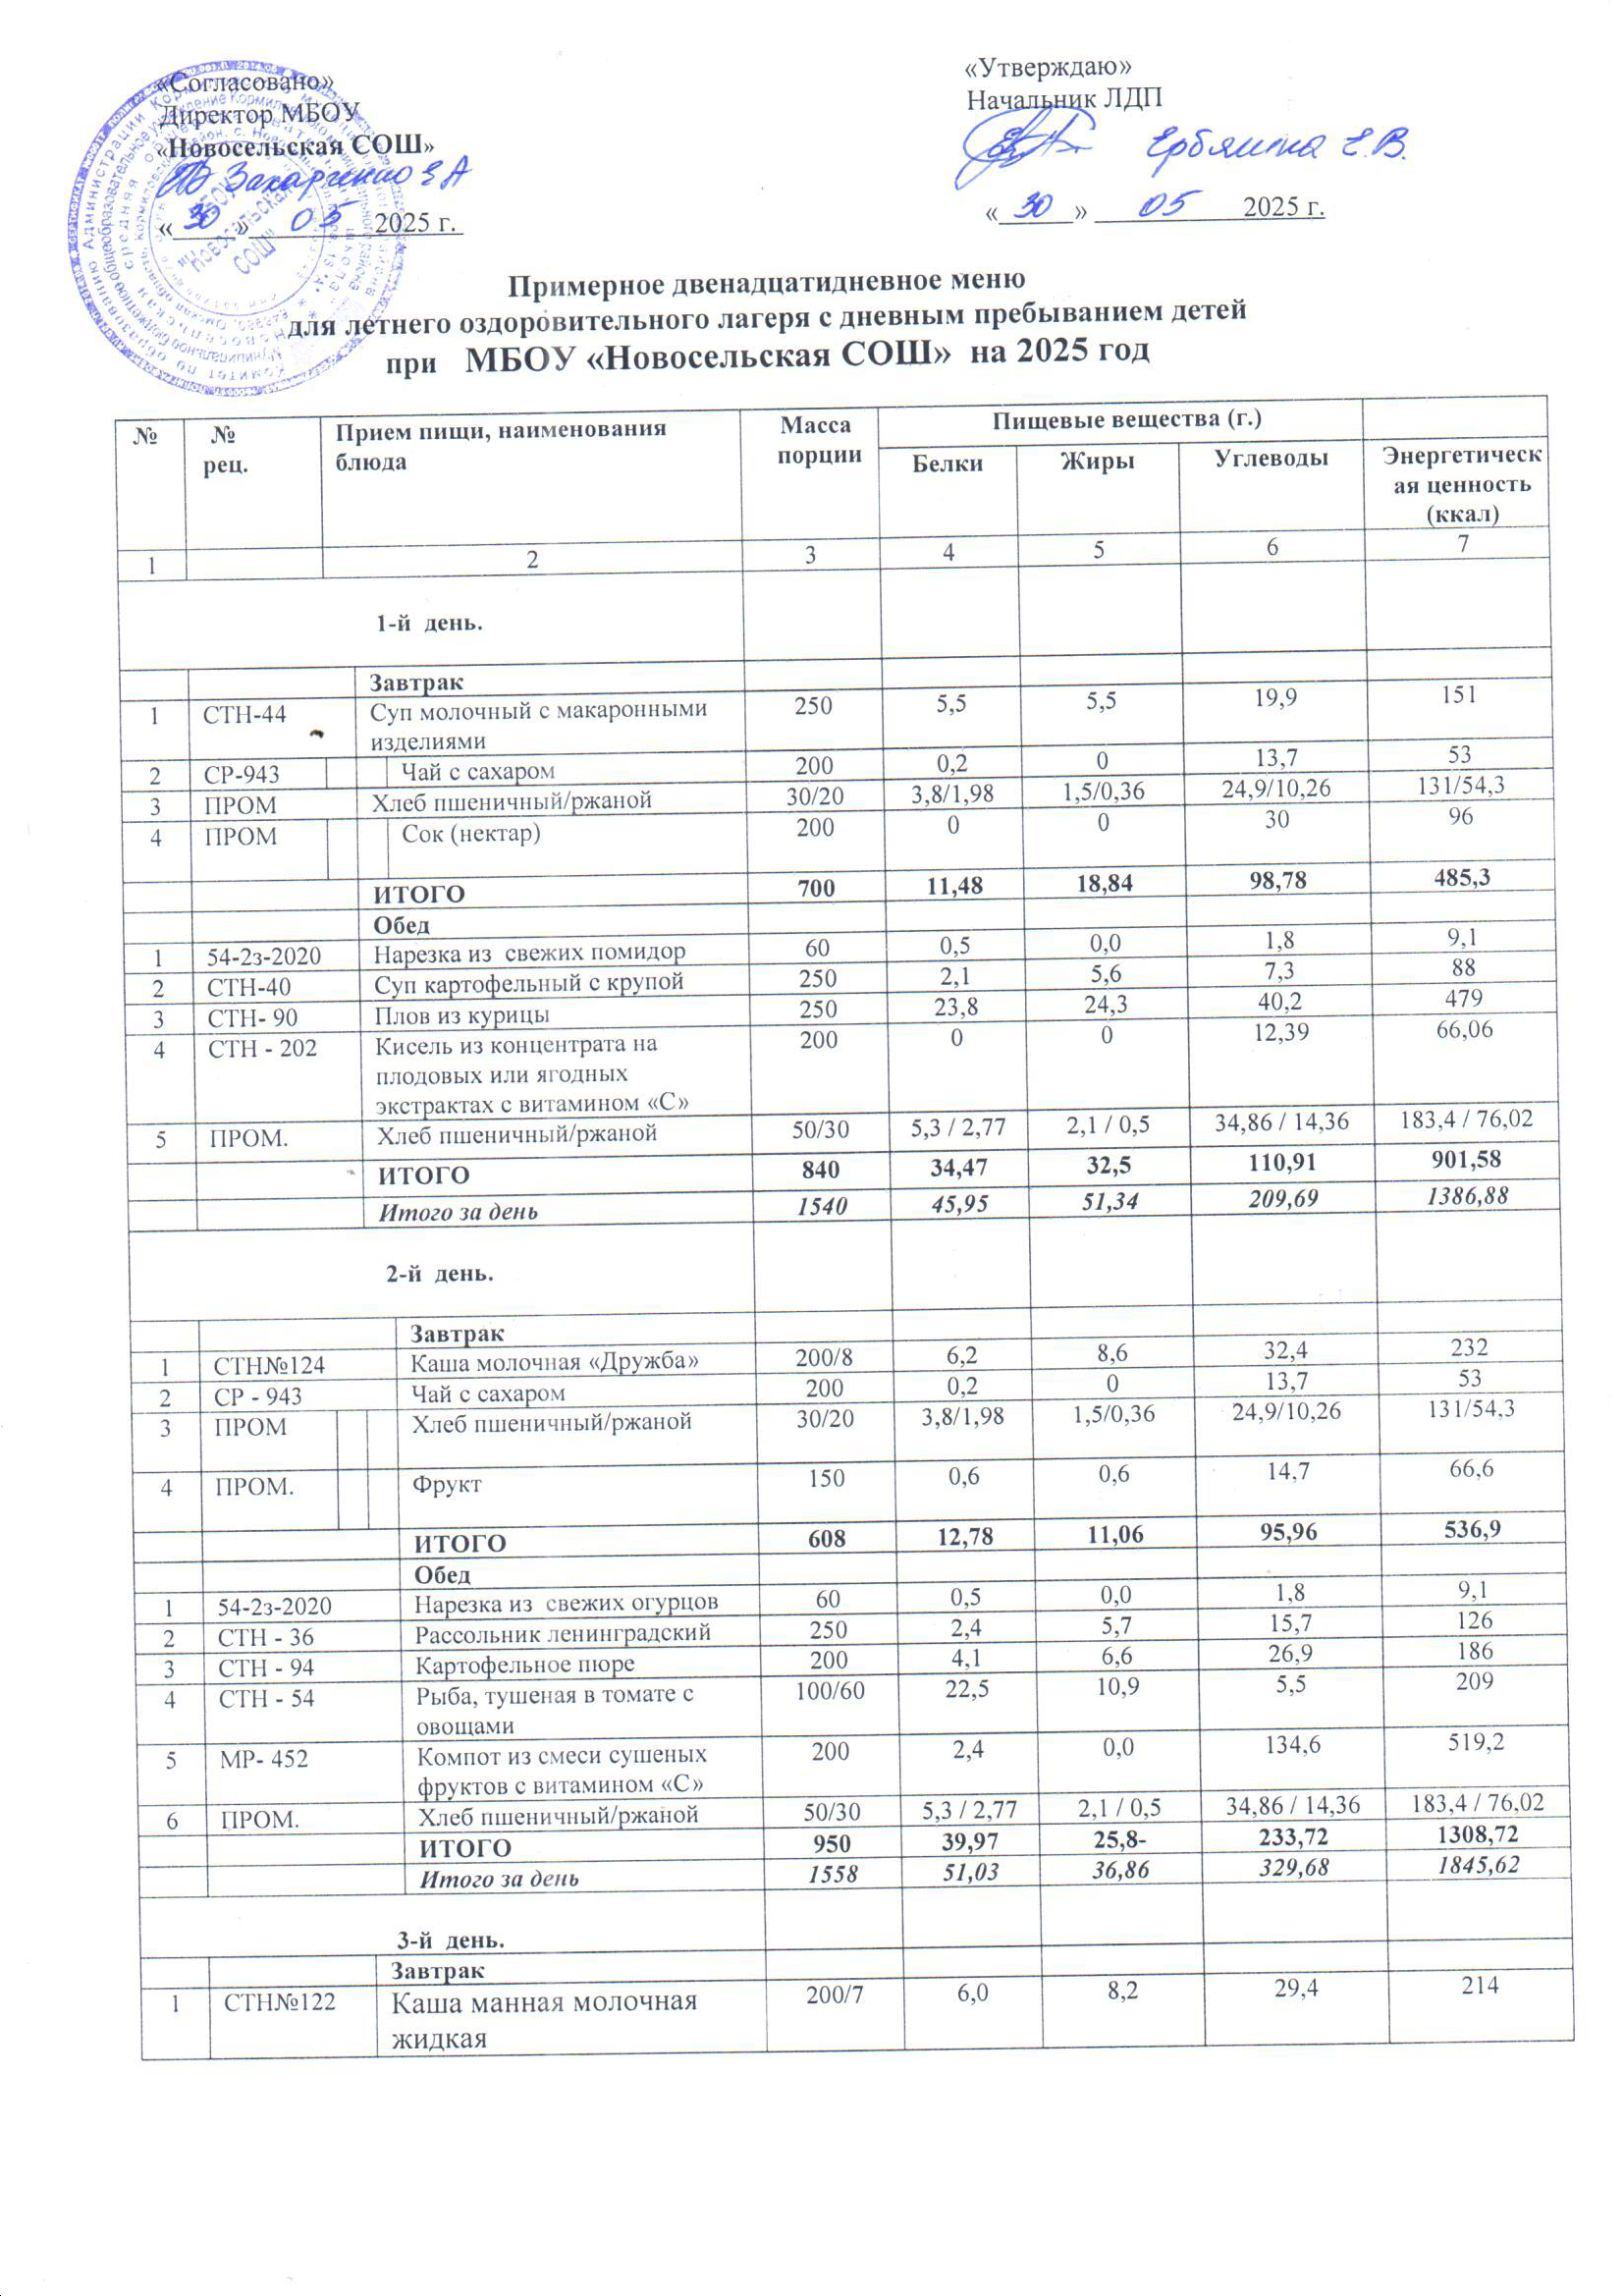 «Согласовано»
Директор МБОУ
«Новосельская СОШ»
Захарченко Е А
« 30 » 05 2025 г.
«Утверждаю»
Начальник ЛДП
Е.В.
« 30 » 05 2025 г.
МБОУ
"Новосельская
СОШ"
Примерное двенадцатидневное меню
для летнего оздоровительного лагеря с дневным пребыванием детей
при МБОУ «Новосельская СОШ» на 2025 год
№ № рец. Прием пищи, наименования блюда Масса порции Пищевые вещества (г.)
Белки Жиры Углеводы Энергетическ ая ценность (ккал)
1 2 3 4 5 6 7
1-й день.
Завтрак
1 СТН-44 Суп молочный с макаронными 250 5,5 5,5 19,9 151
изделиями
2 СР-943 Чай с сахаром 200 0,2 0 13,7 53
3 ПРОМ Хлеб пшеничный/ржаной 30/20 3,8/1,98 1,5/0,36 24,9/10,26 131/54,3
4 ПРОМ Сок (нектар) 200 0 0 30 96
ИТОГО 700 11,48 18,84 98,78 485,3
Обед
1 54-2з-2020 Нарезка из свежих помидор 60 0,5 0,0 1,8 9,1
2 СТН-40 Суп картофельный с крупой 250 2,1 5,6 7,3 88
3 СТН- 90 Плов из курицы 250 23,8 24,3 40,2 479
4 СТН - 202 Кисель из концентрата на 200 0 0 12,39 66,06
плодовых или ягодных
экстрактах с витамином «С»
5 ПРОМ. Хлеб пшеничный/ржаной 50/30 5,3 / 2,77 2,1 / 0,5 34,86 / 14,36 183,4 / 76,02
ИТОГО 840 34,47 32,5 110,91 901,58
Итого за день 1540 45,95 51,34 209,69 1386,88
2-й день.
Завтрак
1 СТН№124 Каша молочная «Дружба» 200/8 6,2 8,6 32,4 232
2 СР - 943 Чай с сахаром 200 0,2 0 13,7 53
3 ПРОМ Хлеб пшеничный/ржаной 30/20 3,8/1,98 1,5/0,36 24,9/10,26 131/54,3
4 ПРОМ. Фрукт 150 0,6 0,6 14,7 66,6
ИТОГО 608 12,78 11,06 95,96 536,9
Обед
1 54-2з-2020 Нарезка из свежих огурцов 60 0,5 0,0 1,8 9,1
2 СТН - 36 Рассольник ленинградский 250 2,4 5,7 15,7 126
3 СТН - 94 Картофельное пюре 200 4,1 6,6 26,9 186
4 СТН - 54 Рыба, тушеная в томате с 100/60 22,5 10,9 5,5 209
овощами
5 МР- 452 Компот из смеси сушеных 200 2,4 0,0 134,6 519,2
фруктов с витамином «С»
6 ПРОМ. Хлеб пшеничный/ржаной 50/30 5,3 / 2,77 2,1 / 0,5 34,86 / 14,36 183,4 / 76,02
ИТОГО 950 39,97 25,8- 233,72 1308,72
Итого за день 1558 51,03 36,86 329,68 1845,62
3-й день.
Завтрак
1 СТН№122 Каша манная молочная 200/7 6,0 8,2 29,4 214
жидкая